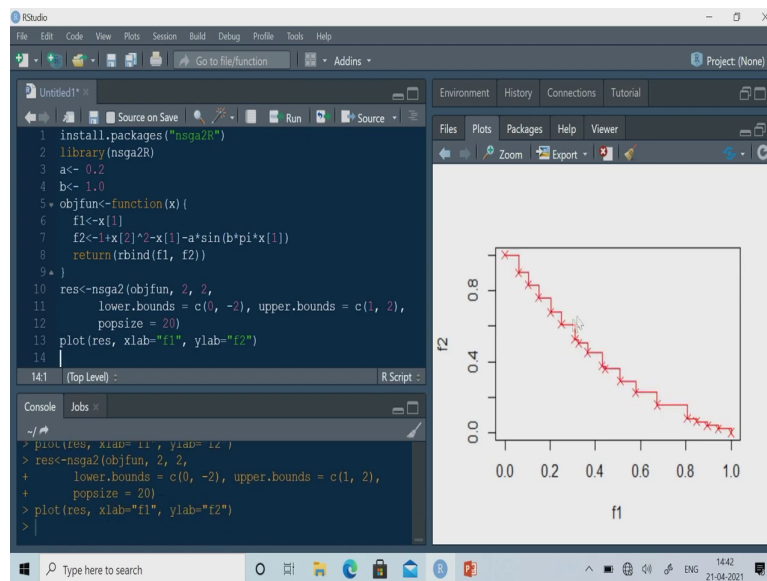 RStudio
File Edit Code View Plots Session Build Debug Profile Tools Help
Go to file/function Addins Project: (None)
Untitled1*
Source on Save Run Source
1 install.packages("nsga2R")
2 library(nsga2R)
3 a<- 0.2
4 b<- 1.0
5 objfun<-function(x){
6 f1<-x[1]
7 f2<-1+x[2]^2-x[1]-a*sin(b*pi*x[1])
8 return(rbind(f1, f2))
9 }
10 res<-nsga2(objfun, 2, 2,
11 lower.bounds = c(0, -2), upper.bounds = c(1, 2),
12 popsize = 20)
13 plot(res, xlab="f1", ylab="f2")
14
14:1 (Top Level) R Script
Console Jobs
~/
> plot(res, xlab="f1", ylab="f2")
> res<-nsga2(objfun, 2, 2,
+ lower.bounds = c(0, -2), upper.bounds = c(1, 2),
+ popsize = 20)
> plot(res, xlab="f1", ylab="f2")
>
Environment History Connections Tutorial
Files Plots Packages Help Viewer
Zoom Export
f2
0.8
0.4
0.0
0.0 0.2 0.4 0.6 0.8 1.0
f1
Type here to search
ENG
14:42
21-04-2021